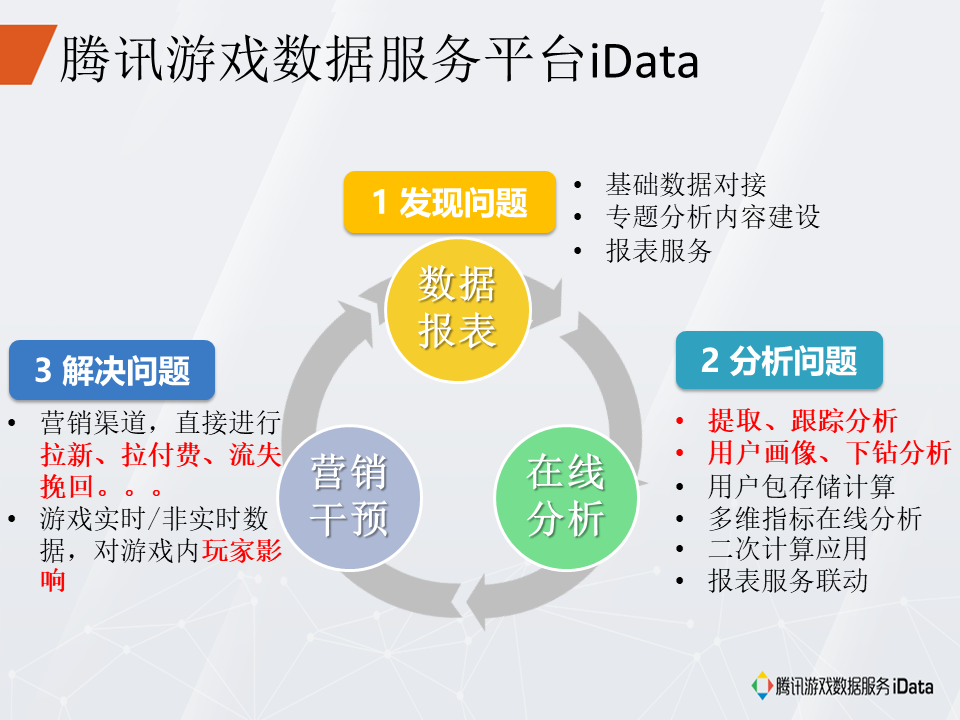 腾讯游戏数据服务平台iData
1 发现问题
• 基础数据对接
• 专题分析内容建设
• 报表服务
数据
报表
2 分析问题
• 提取、跟踪分析
• 用户画像、下钻分析
• 用户包存储计算
• 多维指标在线分析
• 二次计算应用
• 报表服务联动
在线
分析
3 解决问题
• 营销渠道，直接进行
拉新、拉付费、流失
挽回。。。
• 游戏实时/非实时数
据，对游戏内玩家影
响
营销
干预
腾讯游戏数据服务 iData